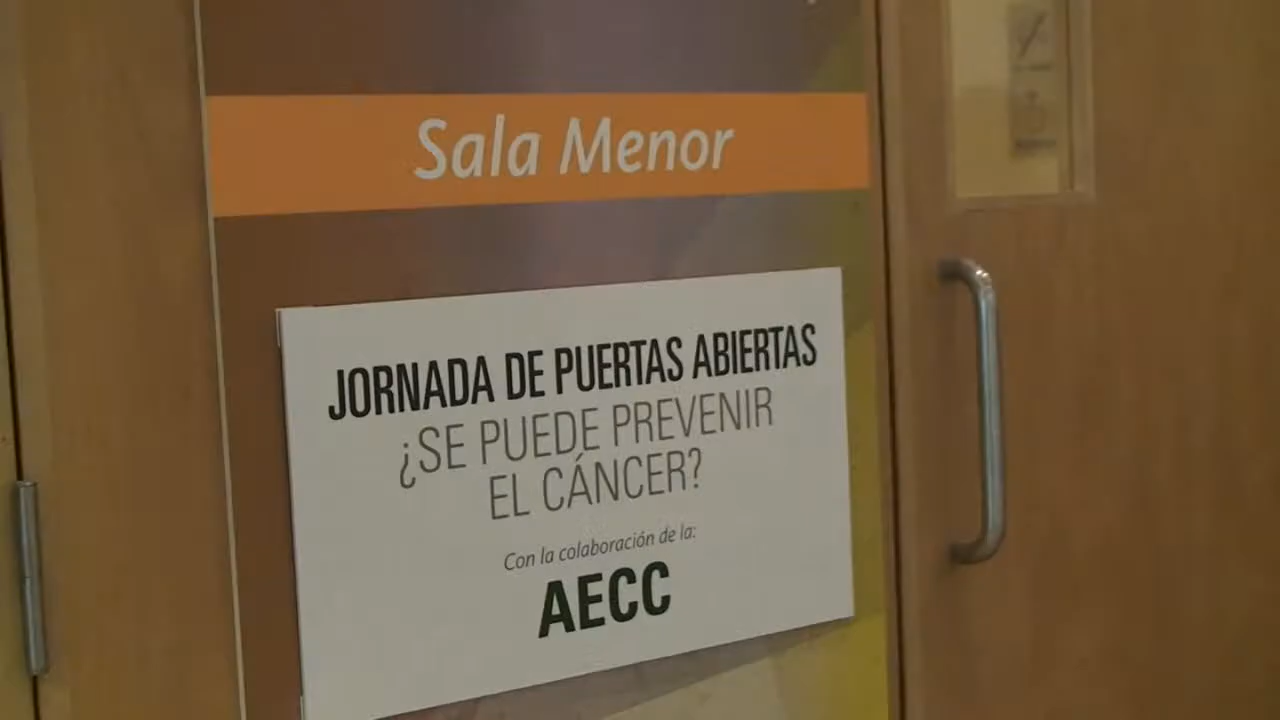 Sala Menor
JORNADA DE PUERTAS ABIERTAS
¿SE PUEDE PREVENIR
EL CÁNCER?
Con la colaboración de la:
AECC